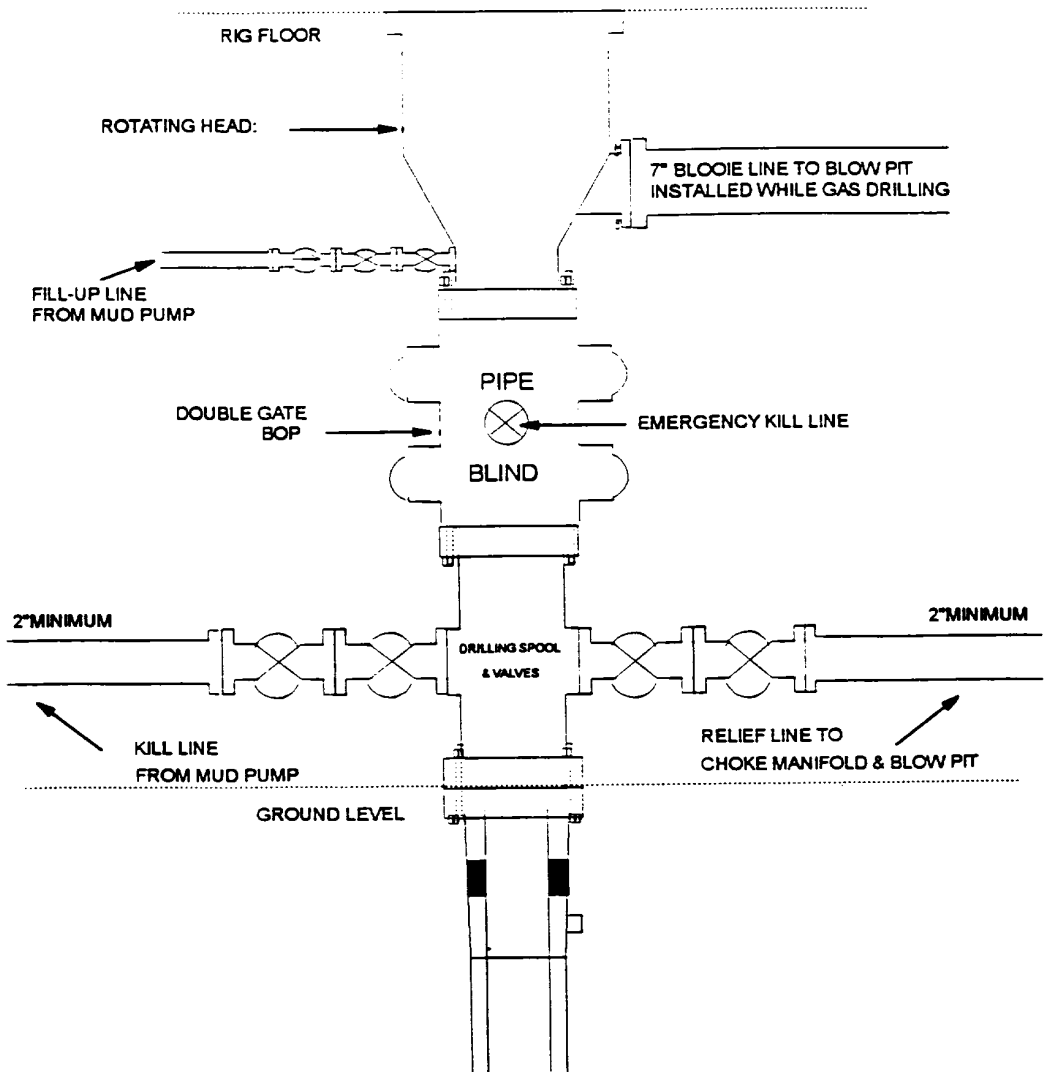 RIG FLOOR
ROTATING HEAD:
7" BLOOIE LINE TO BLOW PIT
INSTALLED WHILE GAS DRILLING
FILL-UP LINE
FROM MUD PUMP
PIPE
DOUBLE GATE
BOP
EMERGENCY KILL LINE
BLIND
2"MINIMUM
2"MINIMUM
DRILLING SPOOL
& VALVES
KILL LINE
FROM MUD PUMP
RELIEF LINE TO
CHOKE MANIFOLD & BLOW PIT
GROUND LEVEL